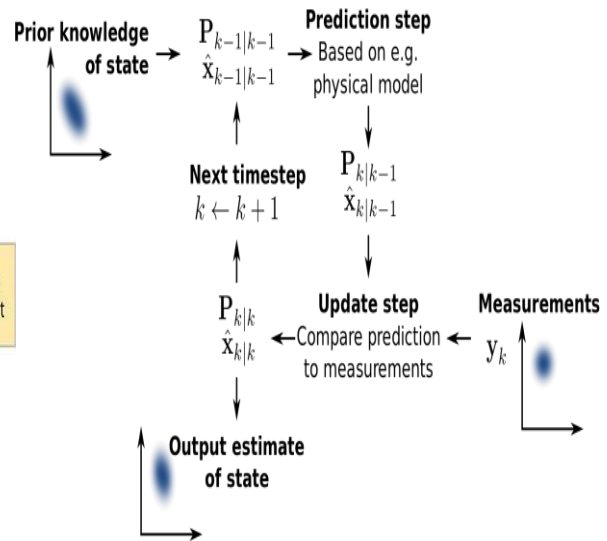 Prior knowledge
of state
P_{k-1|k-1}
x̂_{k-1|k-1}
Prediction step
Based on e.g.
physical model
P_{k|k-1}
x̂_{k|k-1}
Next timestep
k ← k + 1
t
P_{k|k}
x̂_{k|k}
Update step
Compare prediction
to measurements
Measurements
y_k
Output estimate
of state